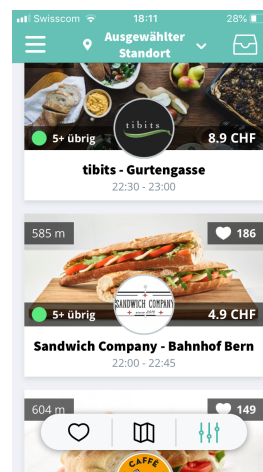 Swisscom 18:11 28%
Ausgewählter
Standort
tibits
5+ übrig 8.9 CHF
tibits - Gurtengasse
22:30 - 23:00
585 m 186
SANDWICH COMPANY
5+ übrig 4.9 CHF
Sandwich Company - Bahnhof Bern
22:00 - 22:45
604 m 149
CAFFÈ